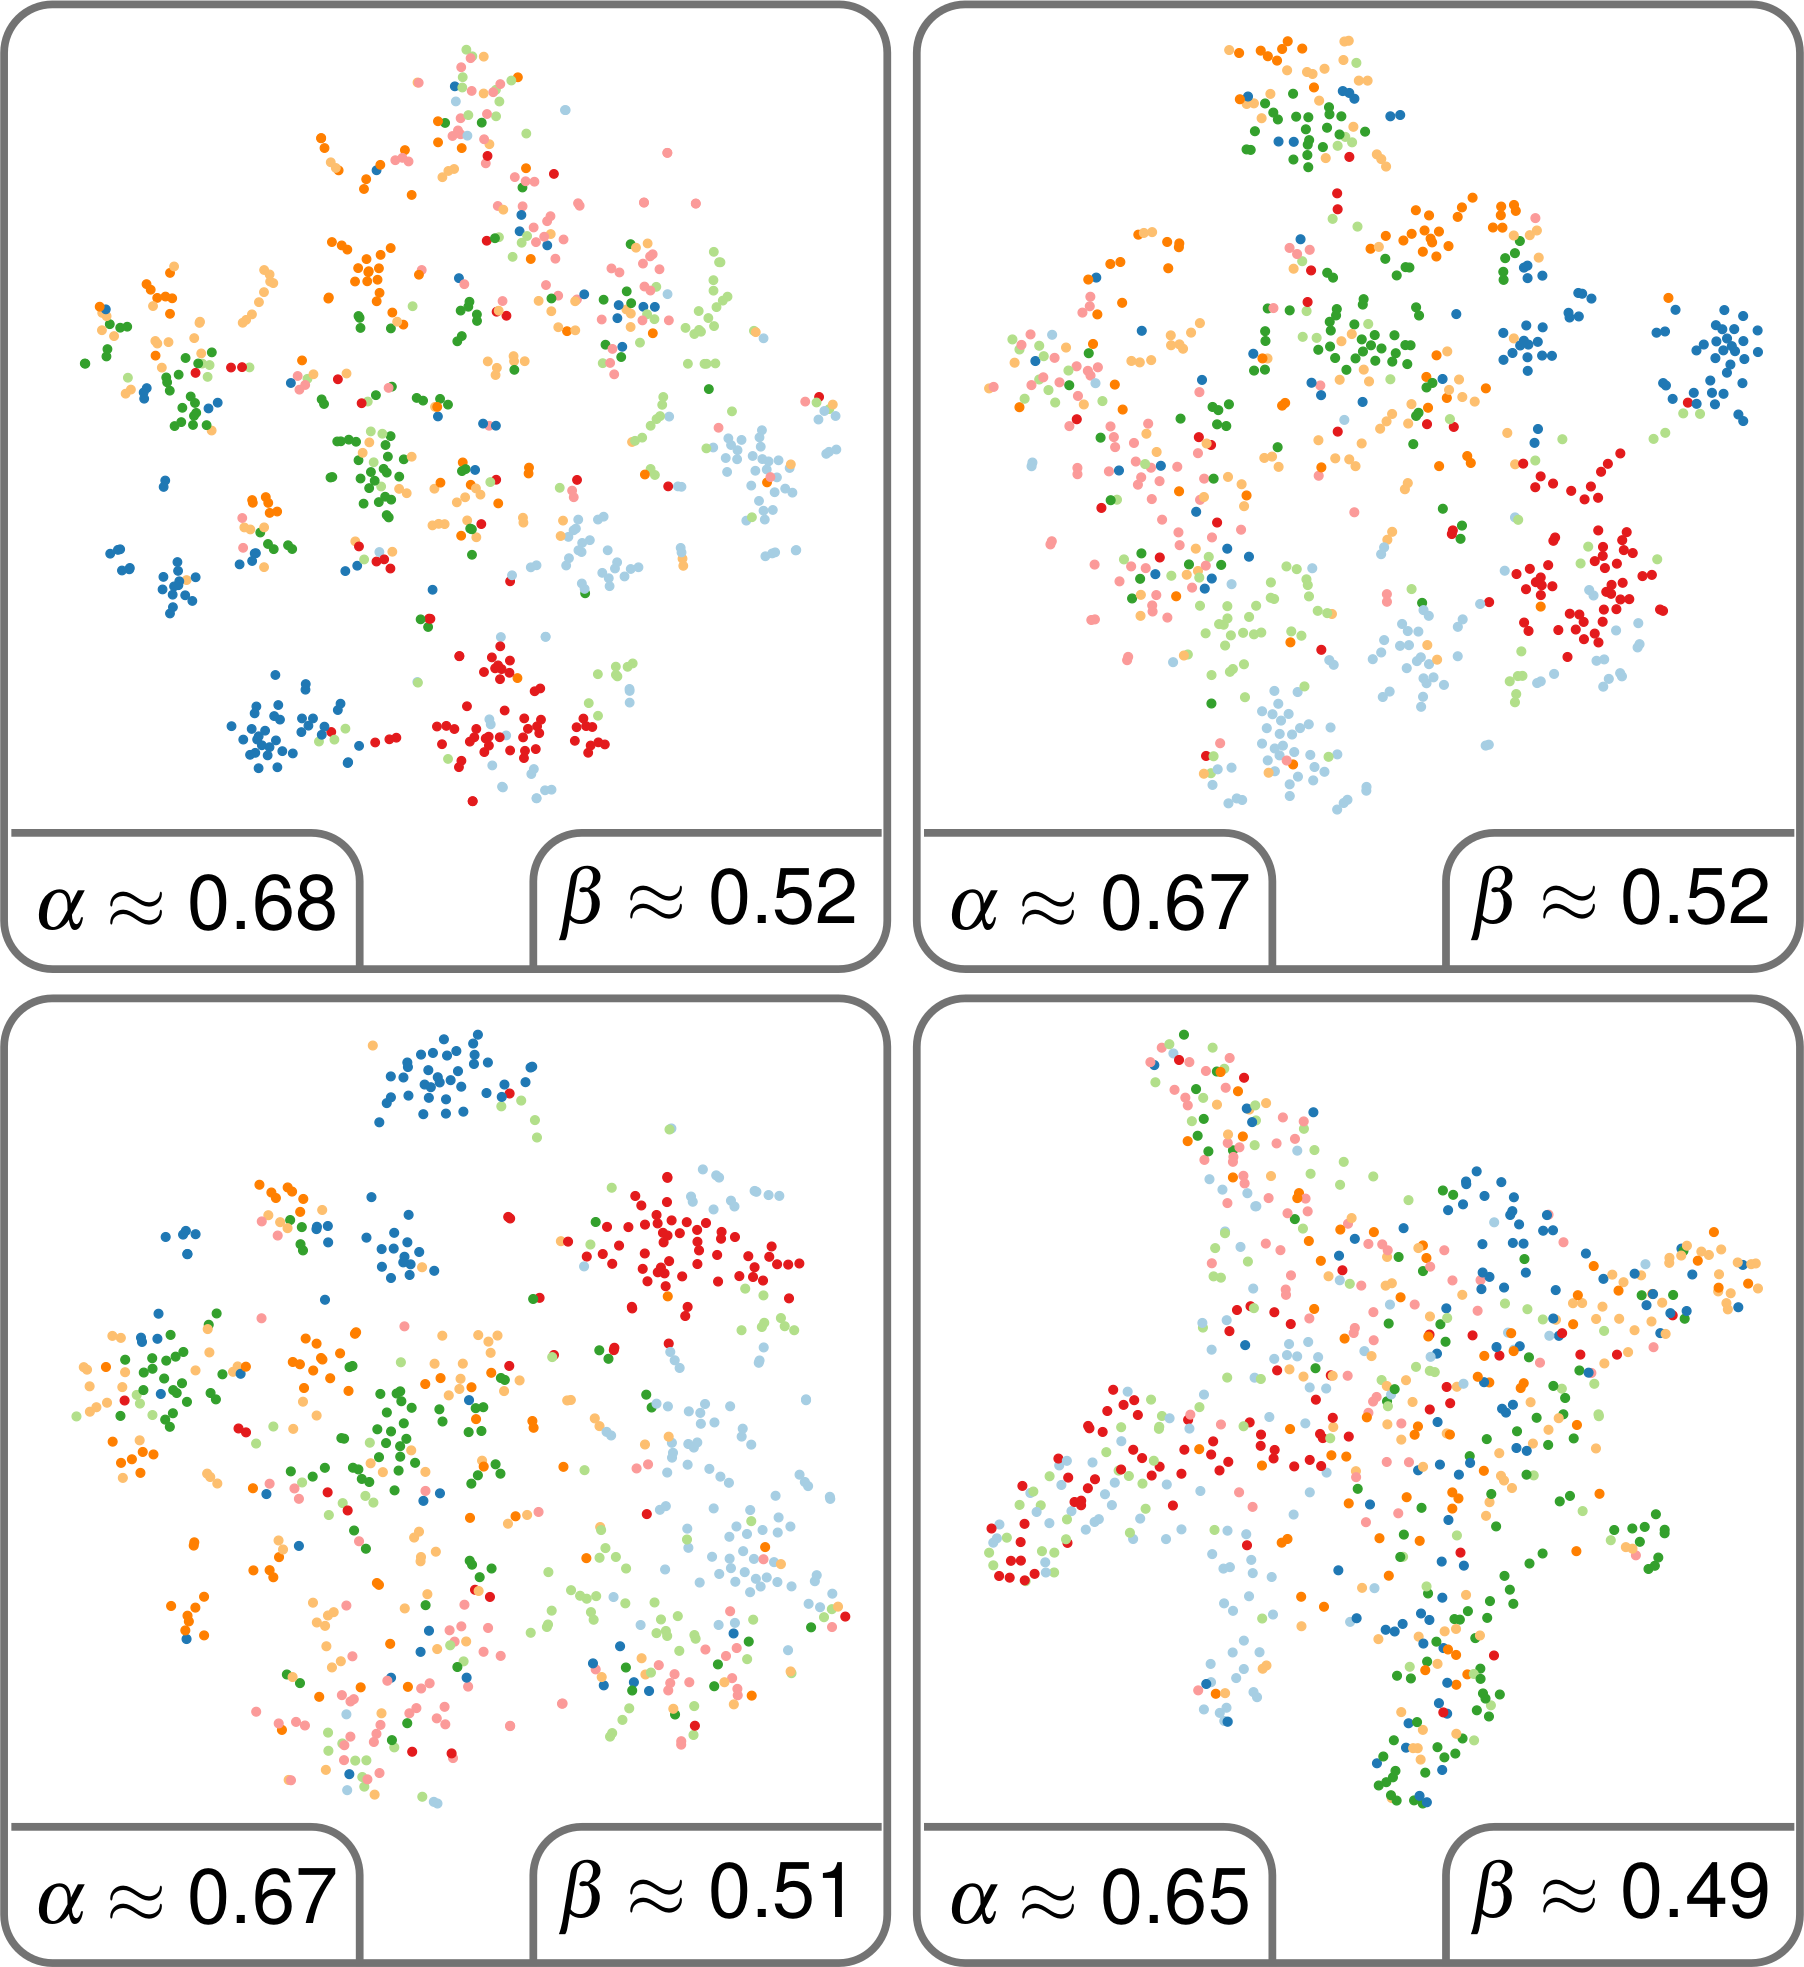 α ≈ 0.68 β ≈ 0.52
α ≈ 0.67 β ≈ 0.52
α ≈ 0.67 β ≈ 0.51
α ≈ 0.65 β ≈ 0.49